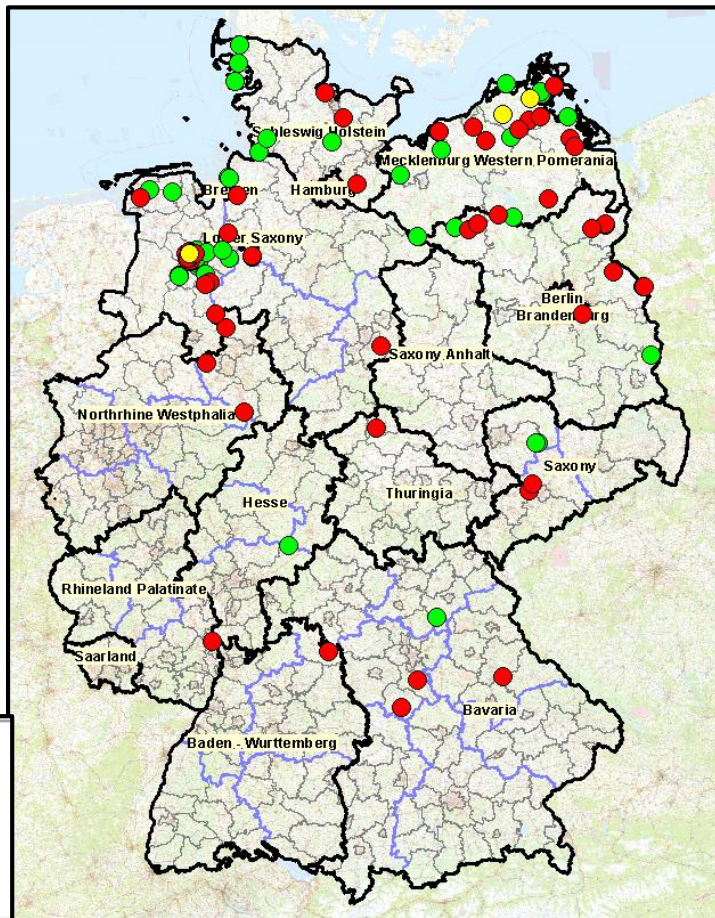 Schleswig Holstein
Mecklenburg Western Pomerania
Hamburg
Bremen
Lower Saxony
Berlin
Brandenburg
Saxony Anhalt
Northrhine Westphalia
Saxony
Thuringia
Hesse
Rhineland Palatinate
Saarland
Bavaria
Baden - Wurttemberg